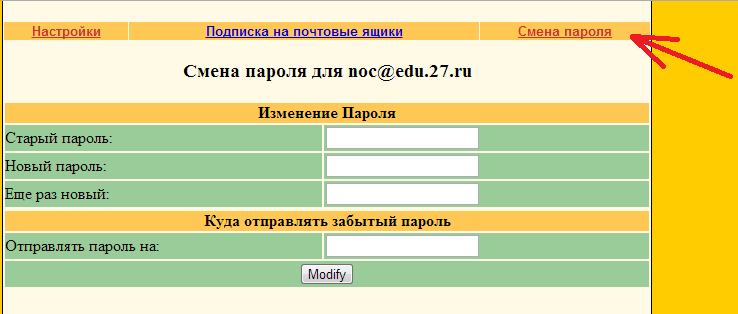 Настройки Подписка на почтовые ящики Смена пароля
Смена пароля для noc@edu.27.ru
Изменение Пароля
Старый пароль:
Новый пароль:
Еще раз новый:
Куда отправлять забытый пароль
Отправлять пароль на:
Modify